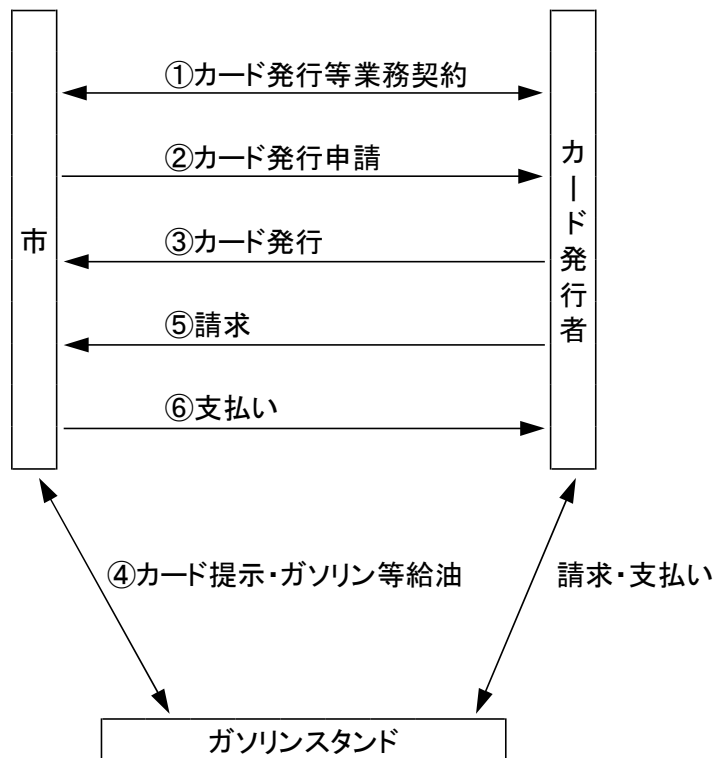 ①カード発行等業務契約
②カード発行申請
市
③カード発行
カード発行者
⑤請求
⑥支払い
④カード提示・ガソリン等給油
請求・支払い
ガソリンスタンド